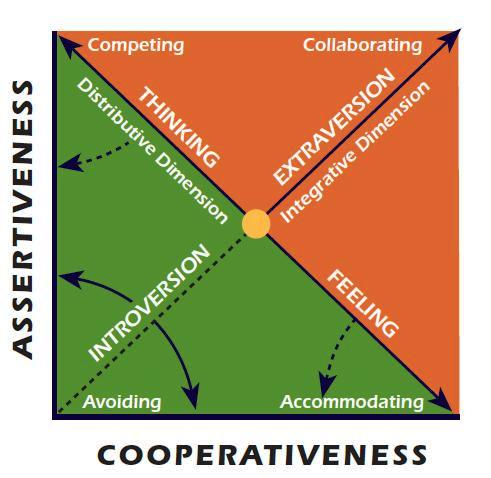 Competing
Collaborating
THINKING
Distributive Dimension
EXTRAVERSION
Integrative Dimension
ASSERTIVENESS
INTROVERSION
FEELING
Avoiding
Accommodating
COOPERATIVENESS